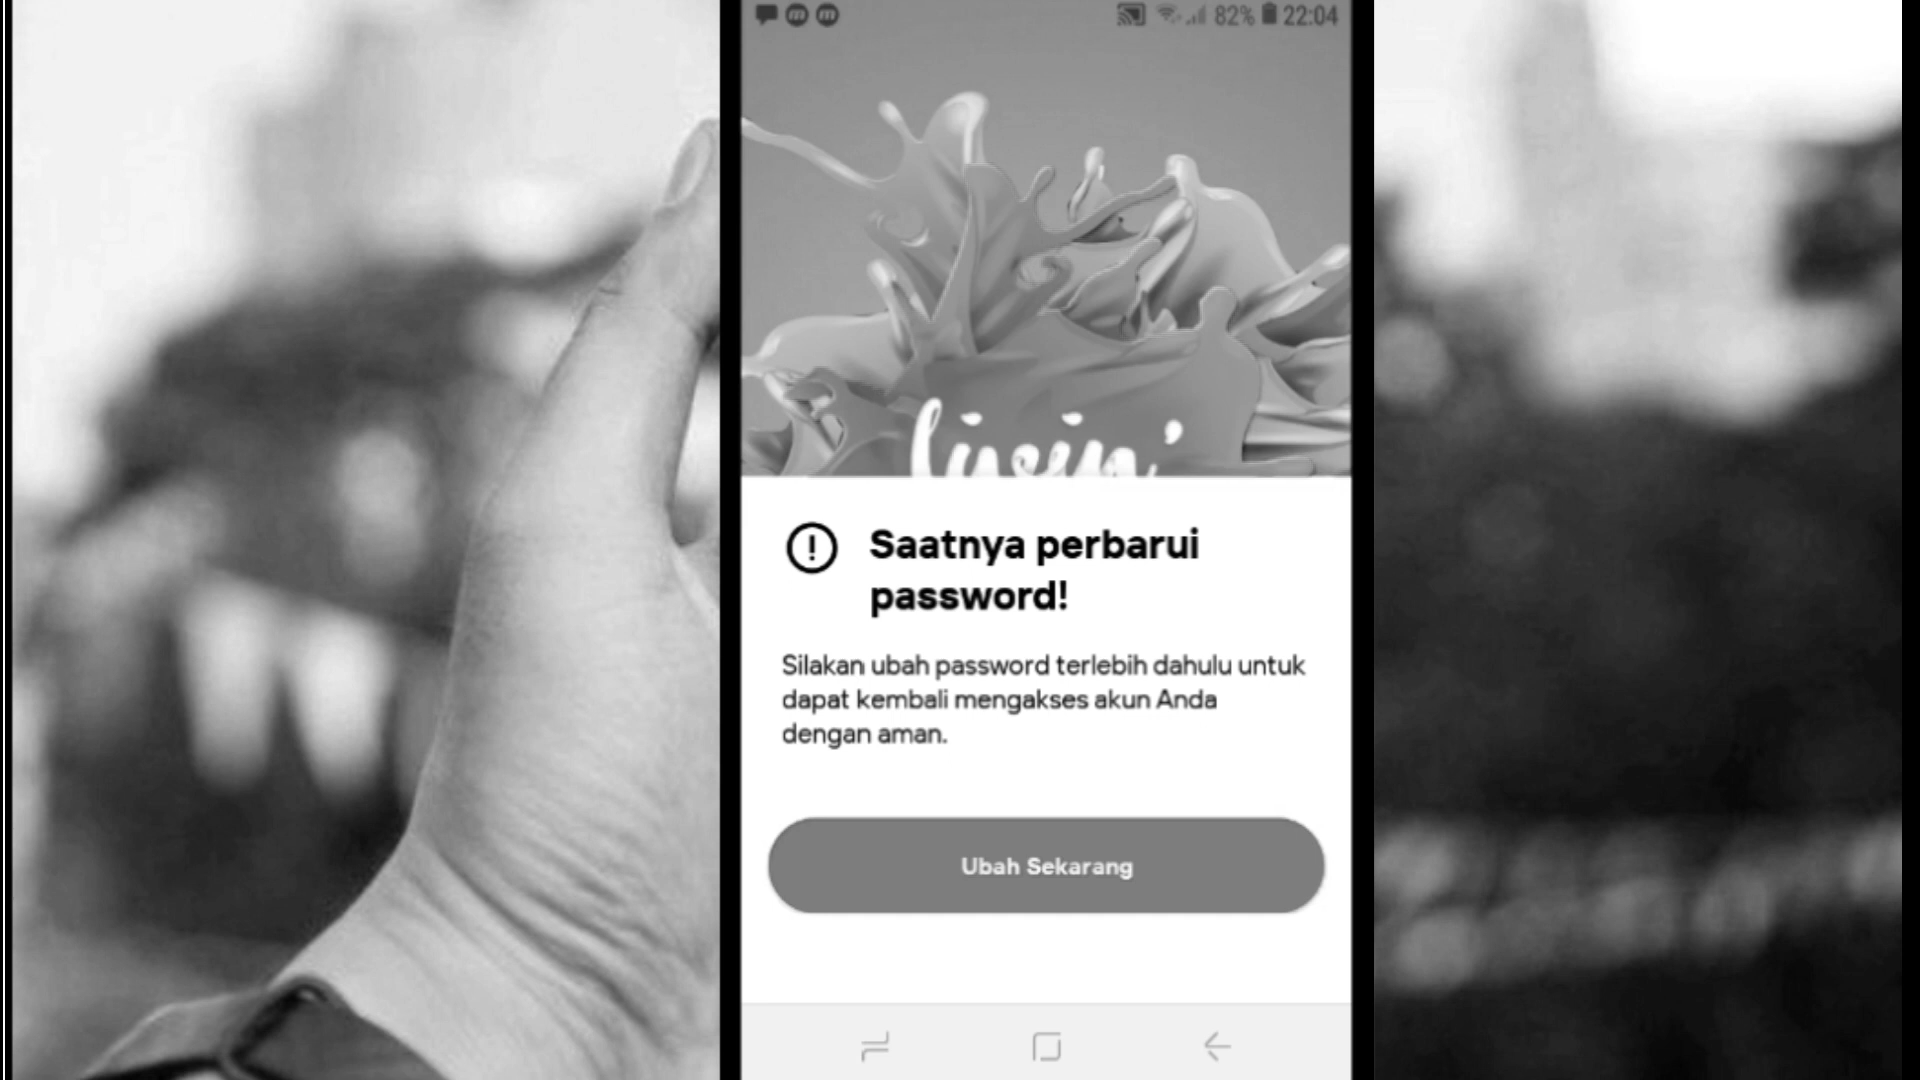 82% 22:04
livin'
Saatnya perbarui
password!
Silakan ubah password terlebih dahulu untuk
dapat kembali mengakses akun Anda
dengan aman.
Ubah Sekarang